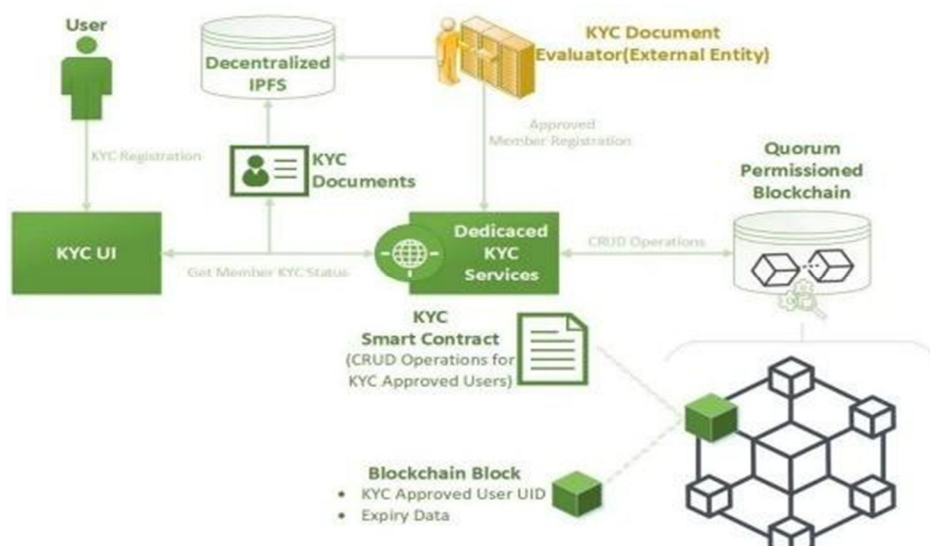 User
Decentralized
IPFS
KYC Document
Evaluator(External Entity)
KYC Registration
KYC
Documents
Approved
Member Registration
Quorum
Permissioned
Blockchain
KYC UI
Get Member KYC Status
Dedicaced
KYC
Services
CRUD Operations
KYC
Smart Contract
(CRUD Operations for
KYC Approved Users)
Blockchain Block
• KYC Approved User UID
• Expiry Data